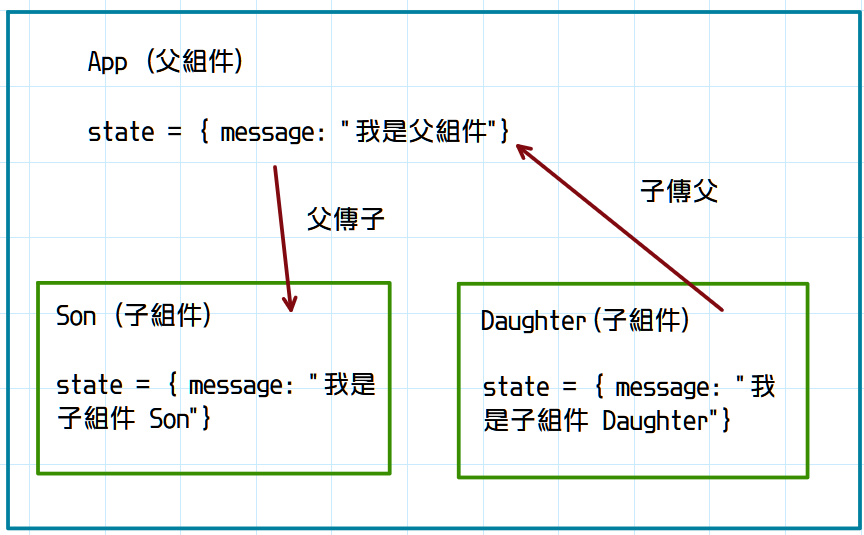 App (父組件)
state = { message: "我是父組件"}
子傳父
父傳子
Son (子組件)
state = { message: "我是
子組件 Son"}
Daughter(子組件)
state = { message: "我
是子組件 Daughter"}